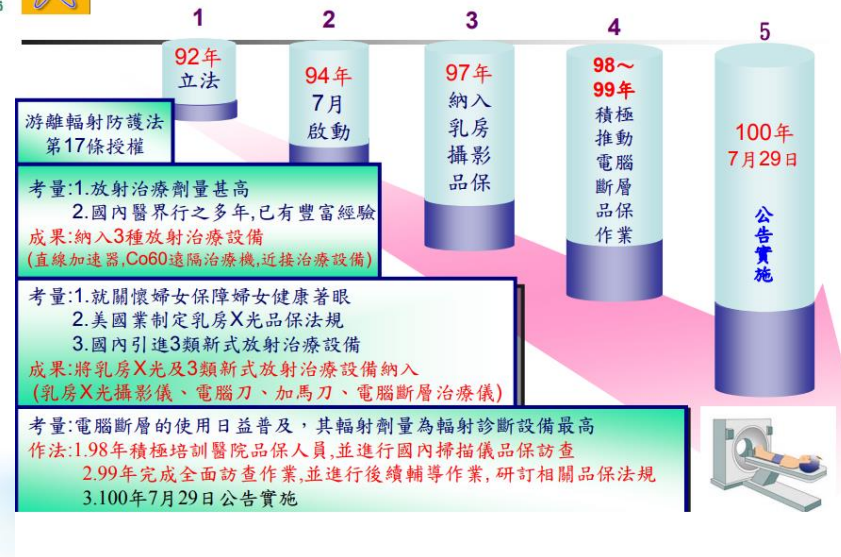 6
1
2
3
4
5
92年
立法
94年
7月
啟動
97年
納入
乳房
攝影
品保
98～
99年
積極
推動
電腦
斷層
品保
作業
100年
7月29日
公告實施
游離輻射防護法
第17條授權
考量:1.放射治療劑量甚高
2.國內醫界行之多年,已有豐富經驗
成果:納入3種放射治療設備
(直線加速器,Co60遠隔治療機,近接治療設備)
考量:1.就關懷婦女保障婦女健康著眼
2.美國業制定乳房X光品保法規
3.國內引進3類新式放射治療設備
成果:將乳房X光及3類新式放射治療設備納入
(乳房X光攝影儀、電腦刀、加馬刀、電腦斷層治療儀)
考量:電腦斷層的使用日益普及，其輻射劑量為輻射診斷設備最高
作法:1.98年積極培訓醫院品保人員,並進行國內掃描儀品保訪查
2.99年完成全面訪查作業,並進行後續輔導作業, 研訂相關品保法規
3.100年7月29日公告實施